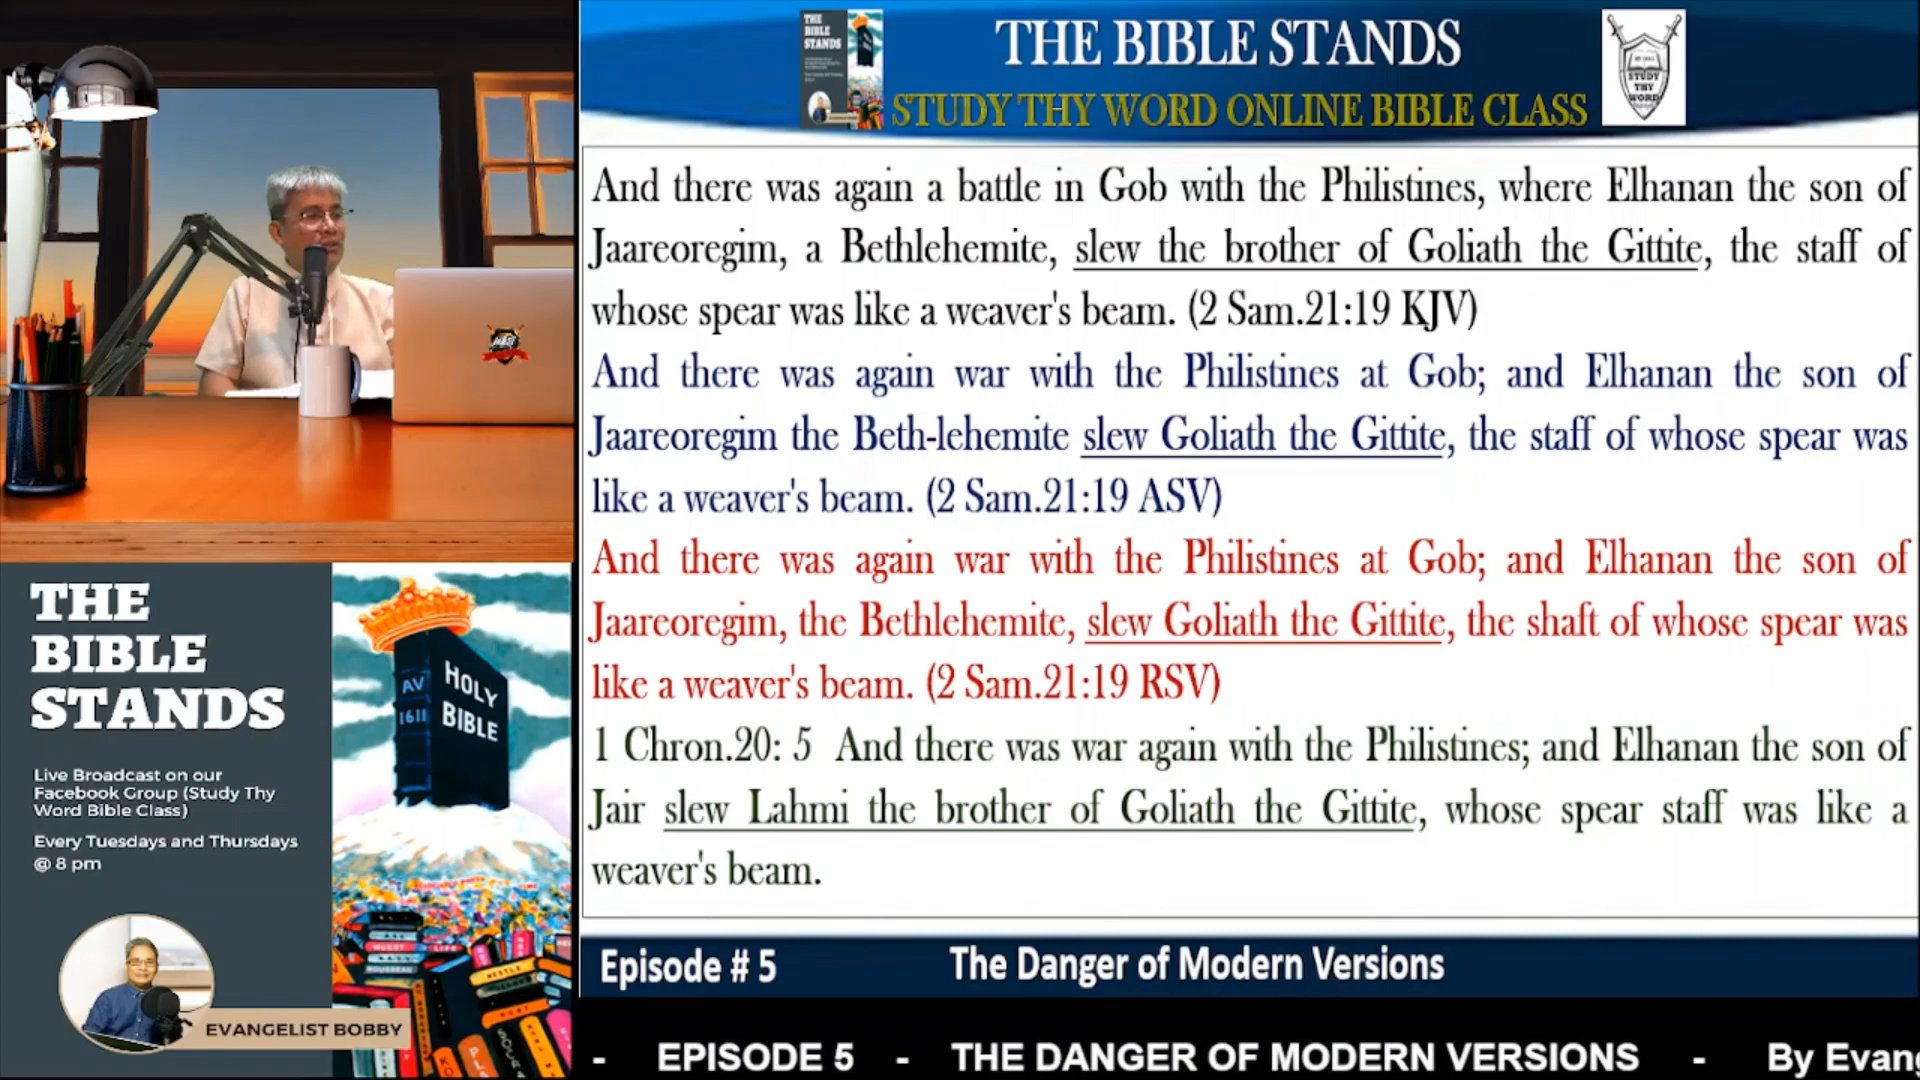 THE BIBLE STANDS
STUDY THY WORD ONLINE BIBLE CLASS
THE
BIBLE
STANDS
STUDY
THY
WORD
And there was again a battle in Gob with the Philistines, where Elhanan the son of
Jaareoregim, a Bethlehemite, slew the brother of Goliath the Gittite, the staff of
whose spear was like a weaver's beam. (2 Sam.21:19 KJV)
And there was again war with the Philistines at Gob; and Elhanan the son of
Jaareoregim the Beth-lehemite slew Goliath the Gittite, the staff of whose spear was
like a weaver's beam. (2 Sam.21:19 ASV)
And there was again war with the Philistines at Gob; and Elhanan the son of
Jaareoregim, the Bethlehemite, slew Goliath the Gittite, the shaft of whose spear was
like a weaver's beam. (2 Sam.21:19 RSV)
1 Chron.20: 5 And there was war again with the Philistines; and Elhanan the son of
Jair slew Lahmi the brother of Goliath the Gittite, whose spear staff was like a
weaver's beam.
Episode # 5 The Danger of Modern Versions
THE
BIBLE
STANDS
Live Broadcast on our
Facebook Group (Study Thy
Word Bible Class)
Every Tuesdays and Thursdays
@ 8 pm
EVANGELIST BOBBY
AV
1611
HOLY
BIBLE
- EPISODE 5 - THE DANGER OF MODERN VERSIONS - By Evang